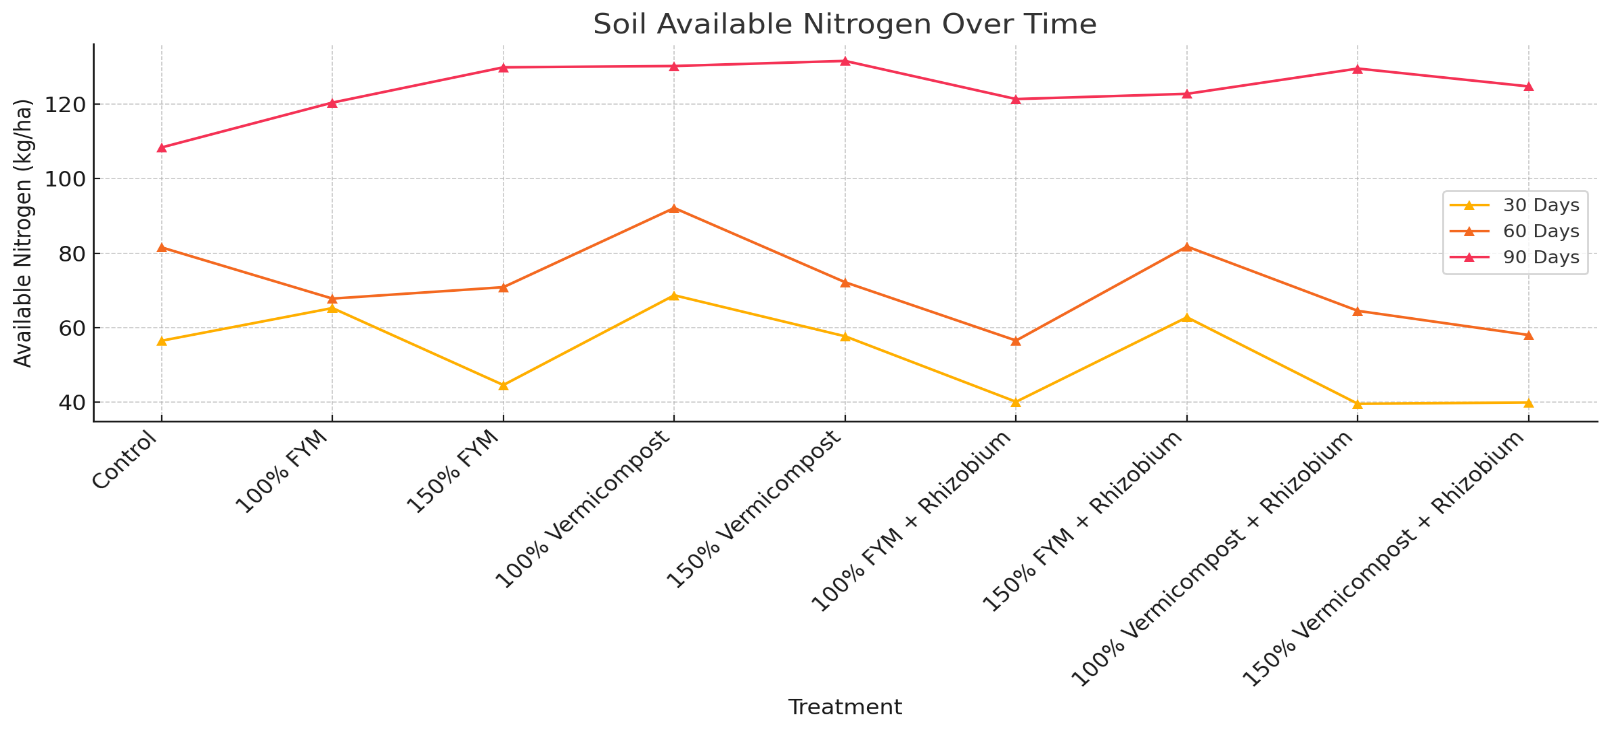 Soil Available Nitrogen Over Time
Available Nitrogen (kg/ha)
120
100
80
60
40
30 Days
60 Days
90 Days
Control
100% FYM
150% FYM
100% Vermicompost
150% Vermicompost
100% FYM + Rhizobium
150% FYM + Rhizobium
100% Vermicompost + Rhizobium
150% Vermicompost + Rhizobium
Treatment